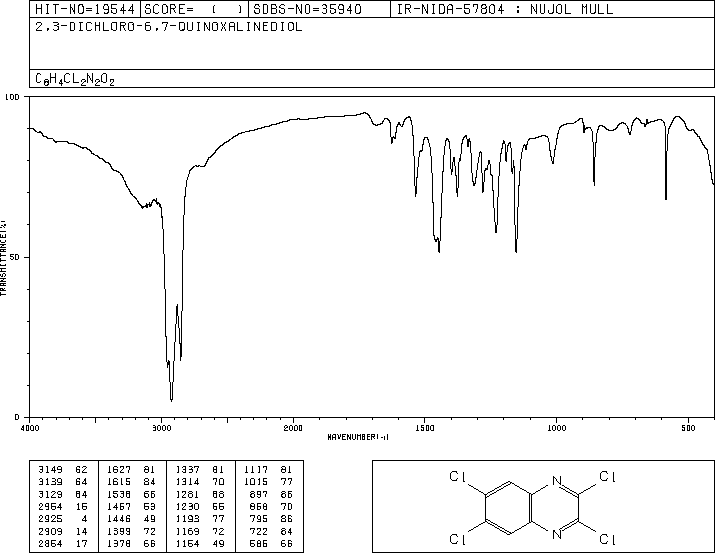 HIT-NO=19544 SCORE= ( ) SDBS-NO=35940 IR-NIDA-57804 : NUJOL MULL
2,3-DICHLORO-6,7-QUINOXALINEDIOL
C8H4CL2N2O2
100
50
0
TRANSMITTANCE(%)
4000 3000 2000 1500 1000 500
WAVENUMBER(-1)
3149 62 1627 81 1337 81 1117 81
3139 64 1615 84 1314 70 1015 77
3129 64 1538 66 1281 68 897 86
2954 15 1457 53 1230 55 858 70
2925 4 1446 49 1193 77 795 86
2909 14 1399 72 1169 72 722 84
2854 17 1378 66 1154 49 585 66
Cl N Cl
Cl N Cl